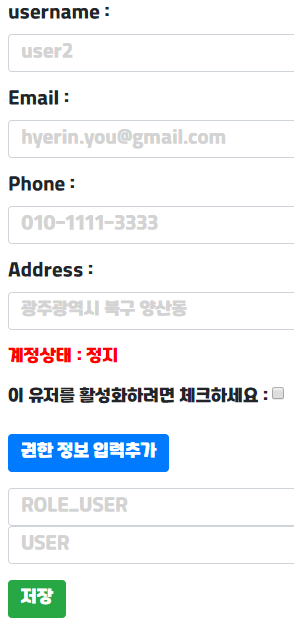 username :
user2
Email :
hyerin.you@gmail.com
Phone :
010-1111-3333
Address :
광주광역시 북구 양산동
계정상태 : 정지
이 유저를 활성화하려면 체크하세요 :
권한 정보 입력추가
ROLE_USER
USER
저장